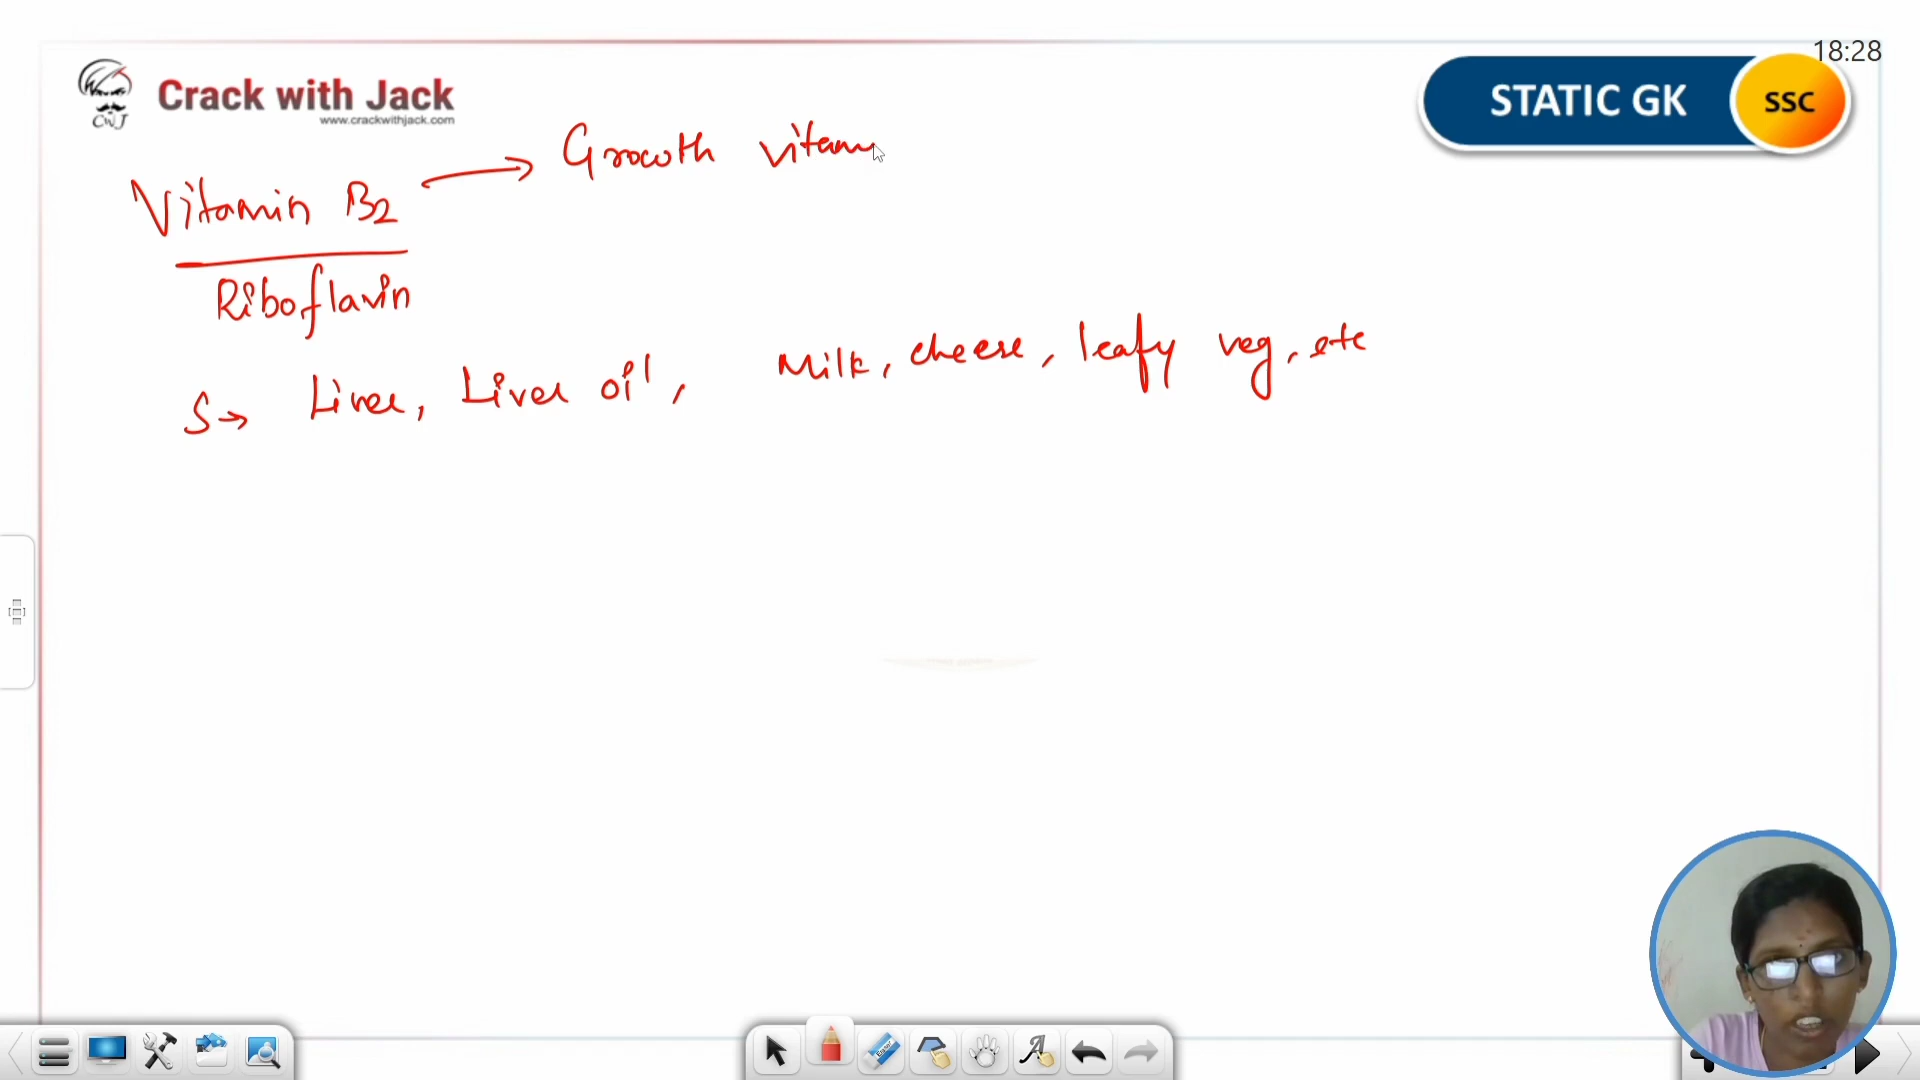 18:28
Crack with Jack
www.crackwithjack.com
CWJ
STATIC GK
SSC
Growth vitam
Vitamin B2
Riboflavin
S→ Liver, Liver oil, Milk, cheese, leafy veg, etc